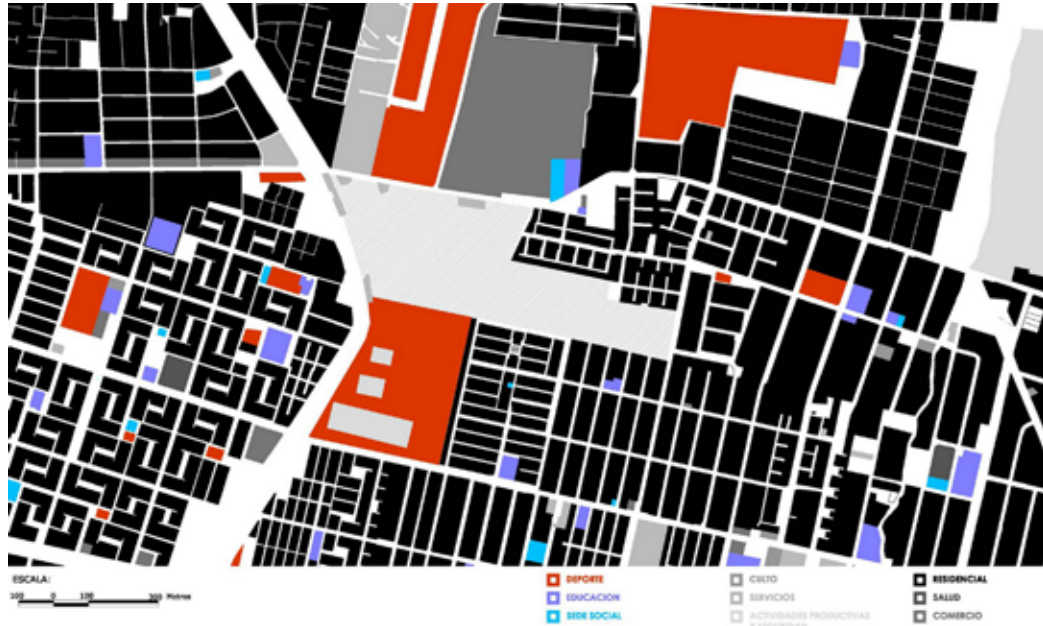 ESCALA:
100 0 100 300 Metros
DEPORTE
EDUCACION
SEDE SOCIAL
CULTO
SERVICIOS
ACTIVIDADES PRODUCTIVAS
RESIDENCIAL
SALUD
COMERCIO